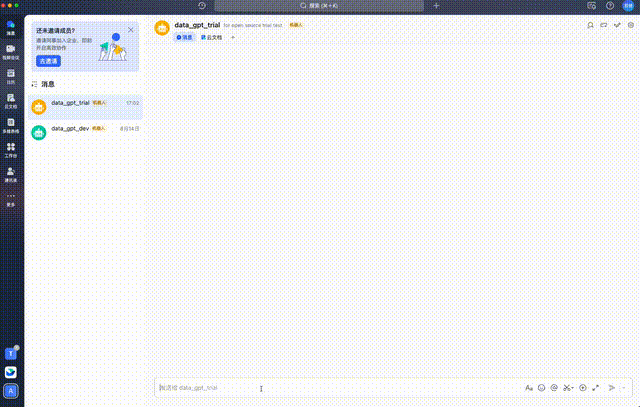 搜索 (⌘+K)
消息
视频会议
日历
云文档
多维表格
工作台
通讯录
更多
还未邀请成员?
邀请同事加入企业，即刻
开启高效协作
去邀请
消息
data_gpt_trial 机器人 17:02
data_gpt_dev 机器人 8月14日
data_gpt_trial for open source trial test 机器人
消息 云文档 +
发送给 data_gpt_trial
Aa
T
A